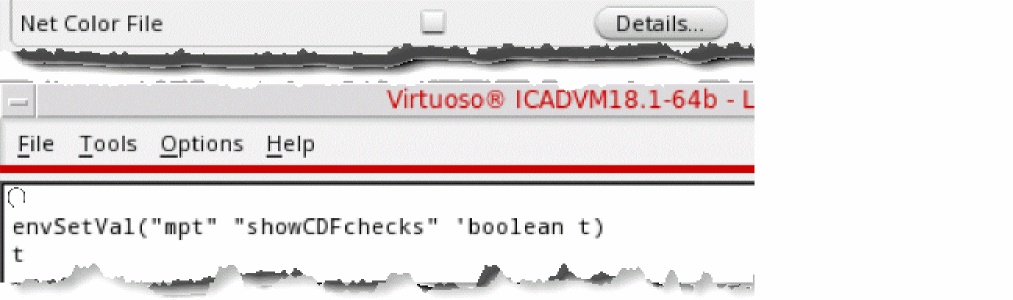 Net Color File Details...
Virtuoso® ICADVM18.1-64b - L
File Tools Options Help
envSetVal("mpt" "showCDFchecks" 'boolean t)
t